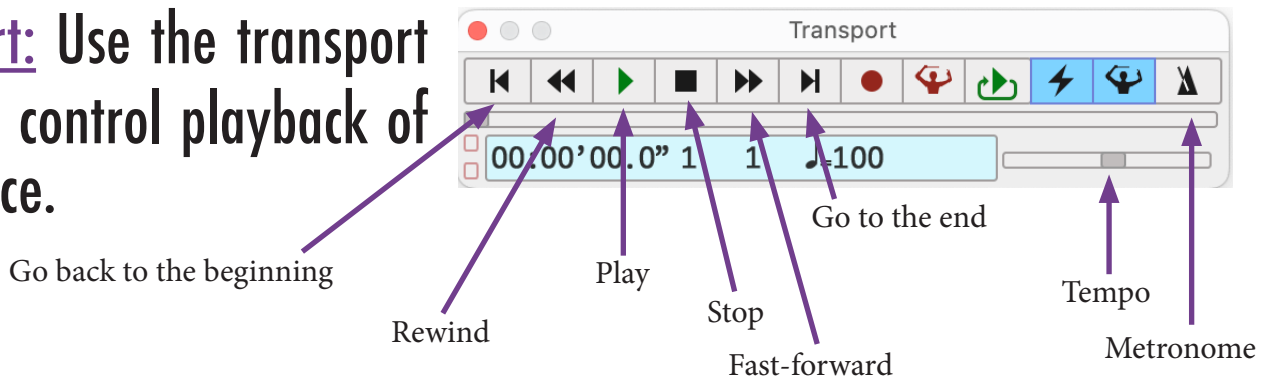 rt: Use the transport
control playback of
ce.
Transport
00:00’00.0” 1 1 ♩=100
Go to the end
Go back to the beginning
Play
Tempo
Stop
Rewind
Metronome
Fast-forward